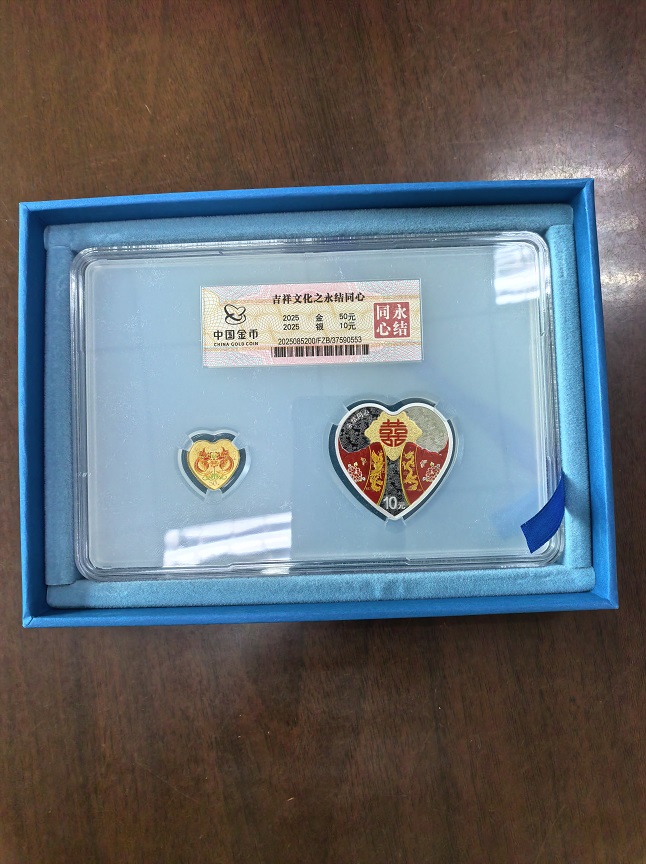 吉祥文化之永结同心
2025 金 50元
2025 银 10元
中国金币
CHINA GOLD COIN
2025085200/FZB/37590553
永结同心
囍
10元